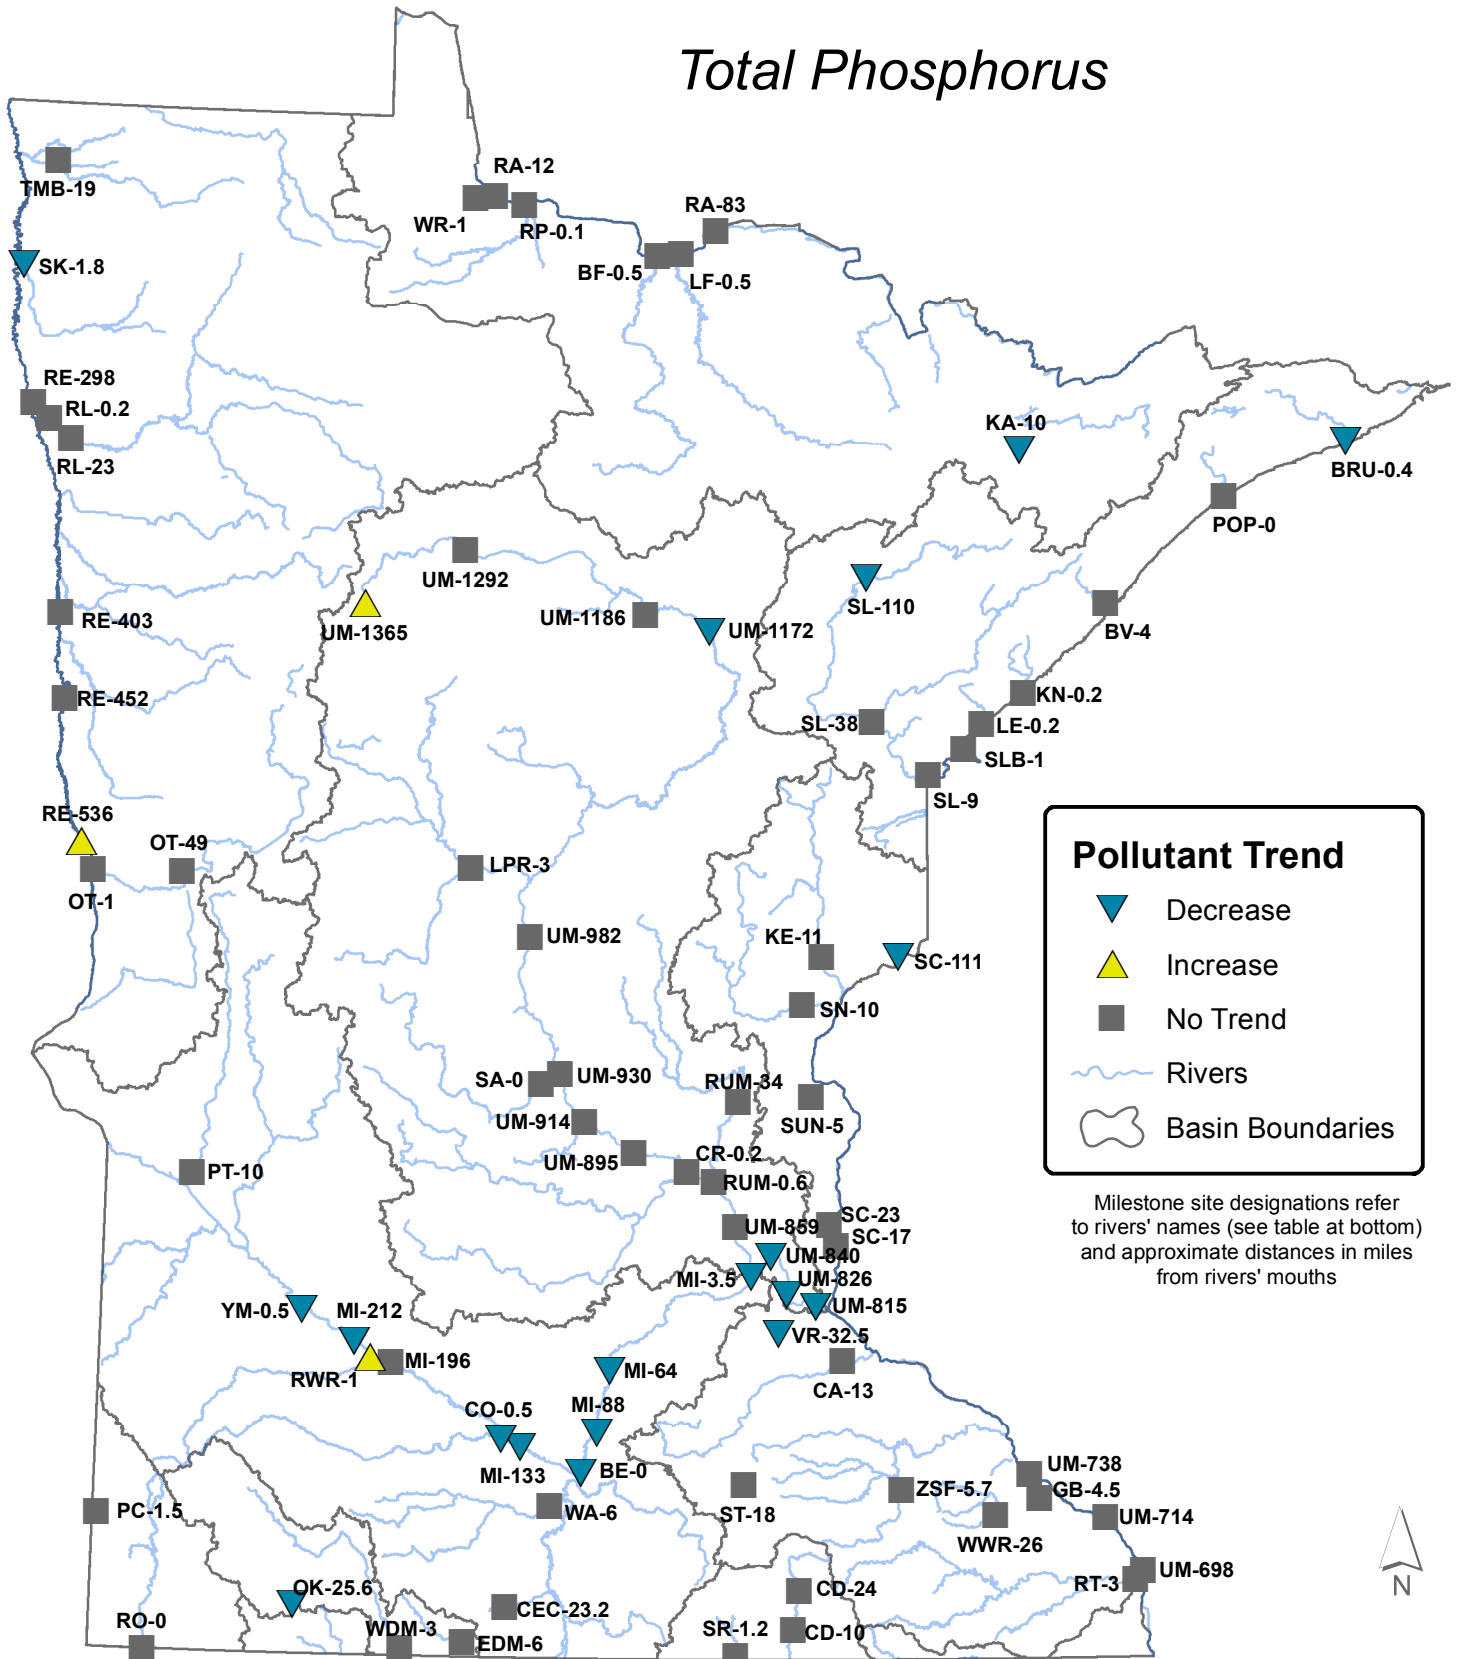 Total Phosphorus
RA-12
TMB-19
RA-83
WR-1
RP-0.1
SK-1.8
BF-0.5
LF-0.5
RE-298
RL-0.2
KA-10
RL-23
BRU-0.4
POP-0
UM-1292
SL-110
UM-1186
RE-403
UM-1365
UM-1172
BV-4
RE-452
KN-0.2
SL-38
LE-0.2
SLB-1
SL-9
RE-536
OT-49
LPR-3
OT-1
KE-11
UM-982
SC-111
SN-10
SA-0
UM-930
RUM-34
UM-914
SUN-5
CR-0.2
UM-895
PT-10
RUM-0.6
SC-23
UM-859
SC-17
UM-840
MI-3.5
UM-826
YM-0.5
MI-212
UM-815
VR-32.5
MI-196
RWR-1
MI-64
CA-13
CO-0.5
MI-88
UM-738
MI-133
BE-0
ZSF-5.7
GB-4.5
PC-1.5
WA-6
ST-18
UM-714
WWR-26
UM-698
RT-3
OK-25.6
CD-24
CEC-23.2
RO-0
WDM-3
SR-1.2
CD-10
EDM-6
Pollutant Trend
Decrease
Increase
No Trend
Rivers
Basin Boundaries
Milestone site designations refer
to rivers' names (see table at bottom)
and approximate distances in miles
from rivers' mouths
N